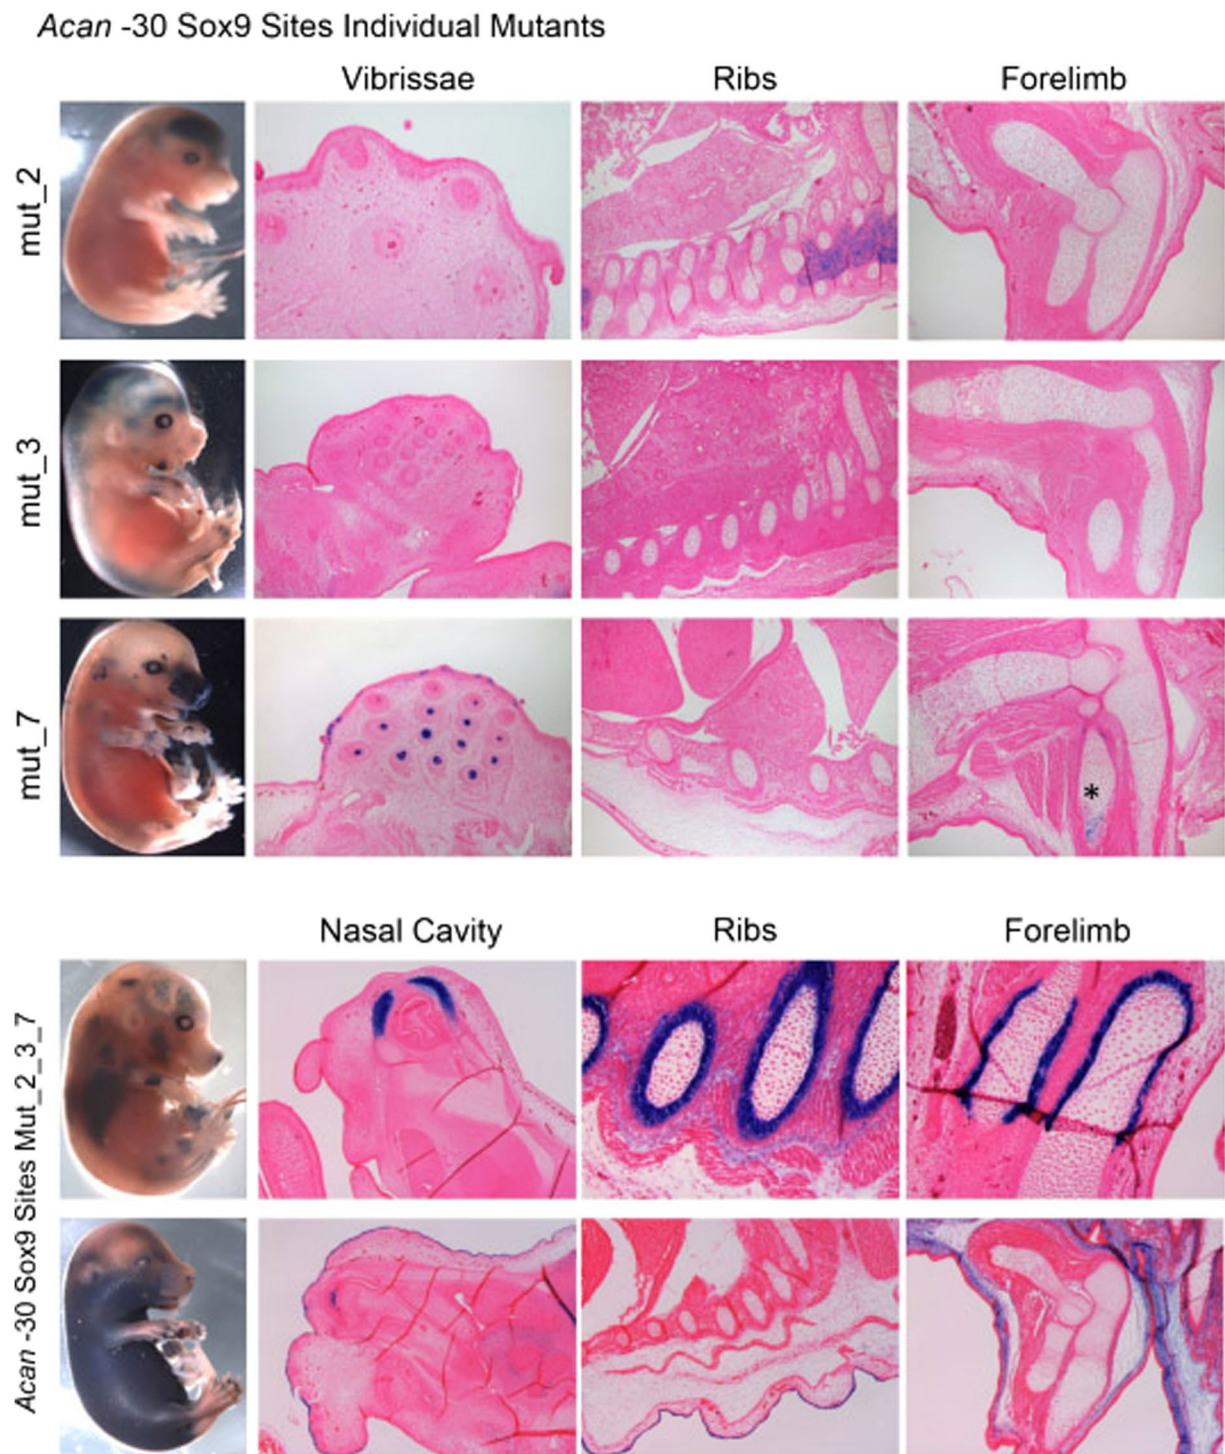 Acan -30 Sox9 Sites Individual Mutants
Vibrissae Ribs Forelimb
mut_2
mut_3
mut_7
*
Nasal Cavity Ribs Forelimb
Acan -30 Sox9 Sites Mut_2_3_7